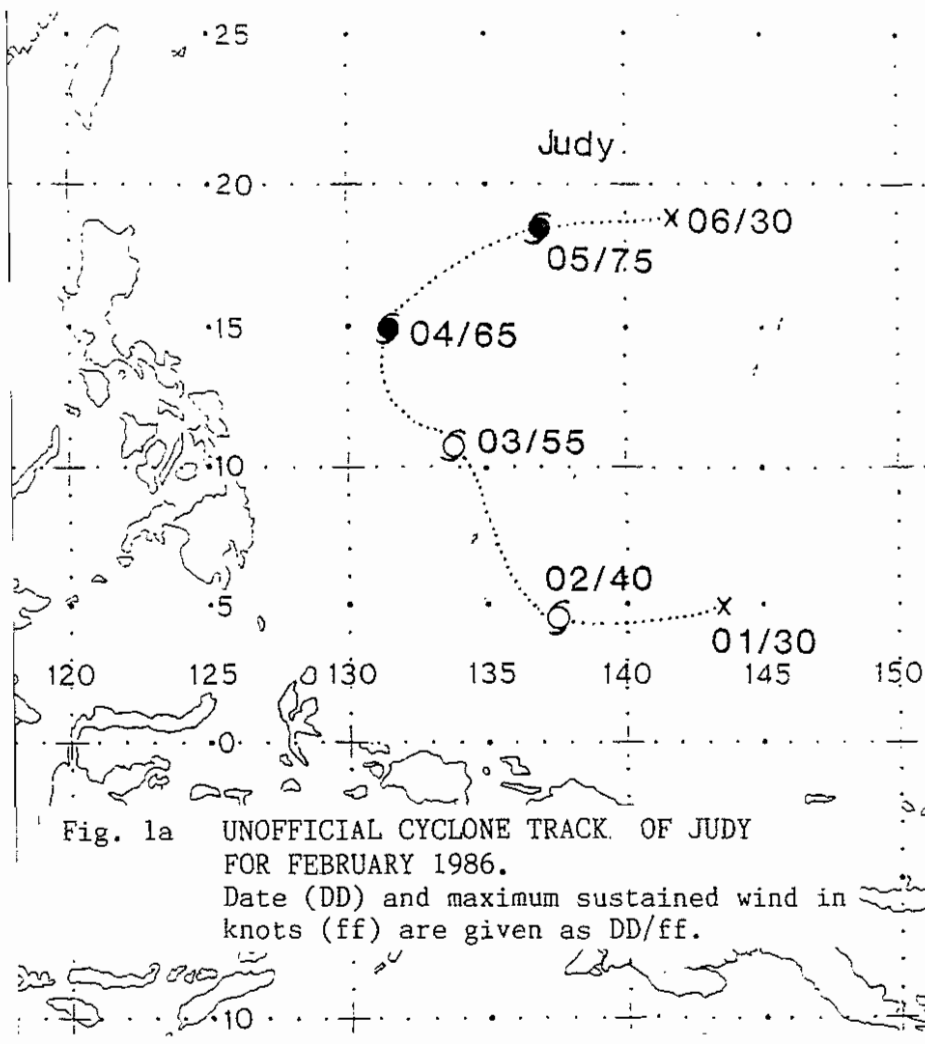 25
Judy
20
06/30
05/75
15
04/65
03/55
10
02/40
5
01/30
120 125 130 135 140 145 150
0
Fig. 1a UNOFFICIAL CYCLONE TRACK. OF JUDY
FOR FEBRUARY 1986.
Date (DD) and maximum sustained wind in
knots (ff) are given as DD/ff.
10